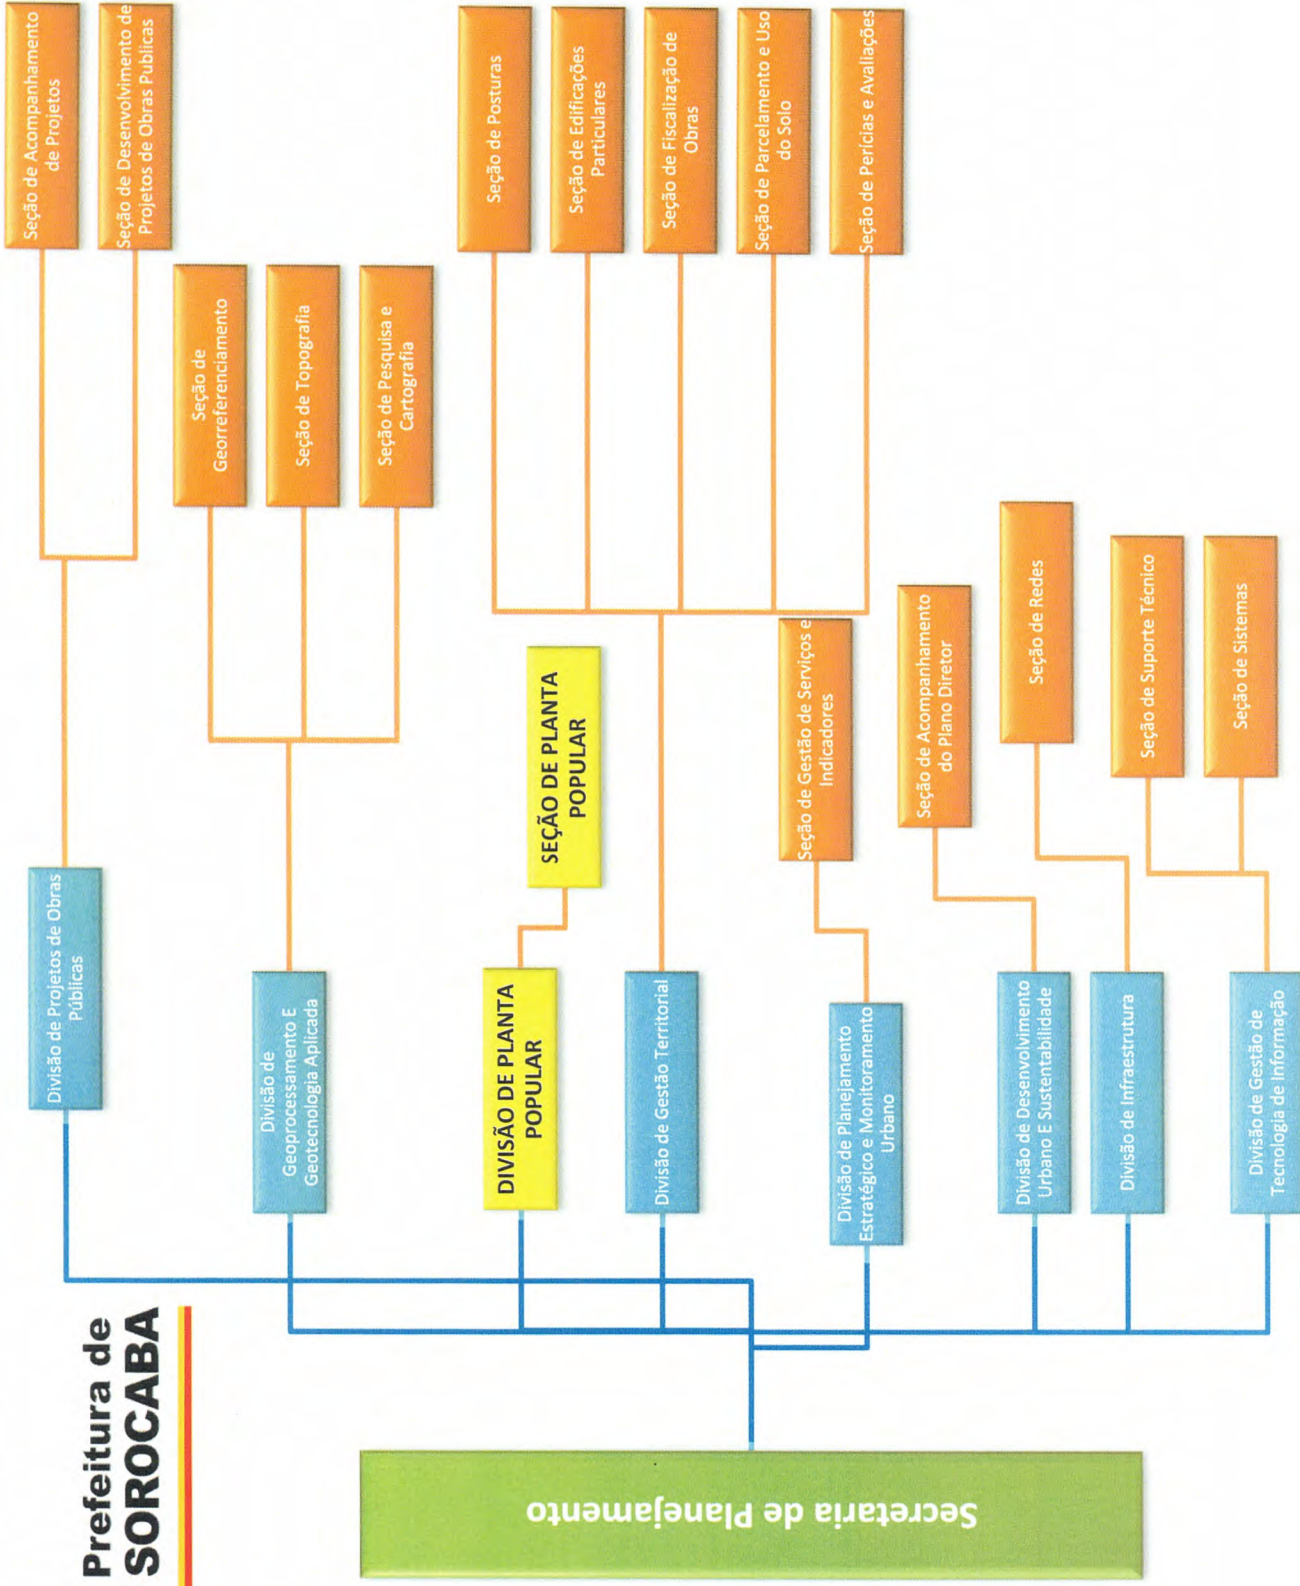 Prefeitura de
SOROCABA
Secretaria de Planejamento
Divisão de Projetos de Obras
Públicas
Seção de Acompanhamento
de Projetos
Seção de Desenvolvimento de
Projetos de Obras Publicas
Divisão de
Geoprocessamento E
Geotecnologia Aplicada
Seção de
Georreferenciamento
Seção de Topografia
Seção de Pesquisa e
Cartografia
DIVISÃO DE PLANTA
POPULAR
SEÇÃO DE PLANTA
POPULAR
Divisão de Gestão Territorial
Seção de Posturas
Seção de Edificações
Particulares
Seção de Fiscalização de
Obras
Seção de Parcelamento e Uso
do Solo
Seção de Perícias e Avaliações
Divisão de Planejamento
Estratégico e Monitoramento
Urbano
Seção de Gestão de Serviços e
Indicadores
Divisão de Desenvolvimento
Urbano E Sustentabilidade
Seção de Acompanhamento
do Plano Diretor
Divisão de Infraestrutura
Seção de Redes
Divisão de Gestão de
Tecnologia de Informação
Seção de Suporte Técnico
Seção de Sistemas